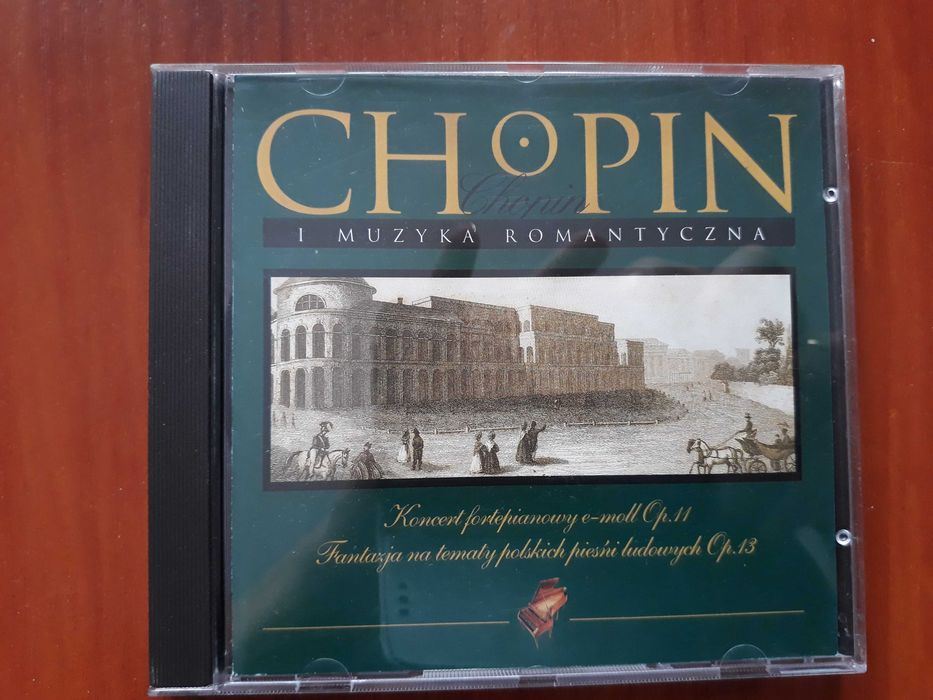 CHOPIN
Chopin
I MUZYKA ROMANTYCZNA
Koncert fortepianowy e-moll Op.11
Fantazja na tematy polskich pieśni ludowych Op.13